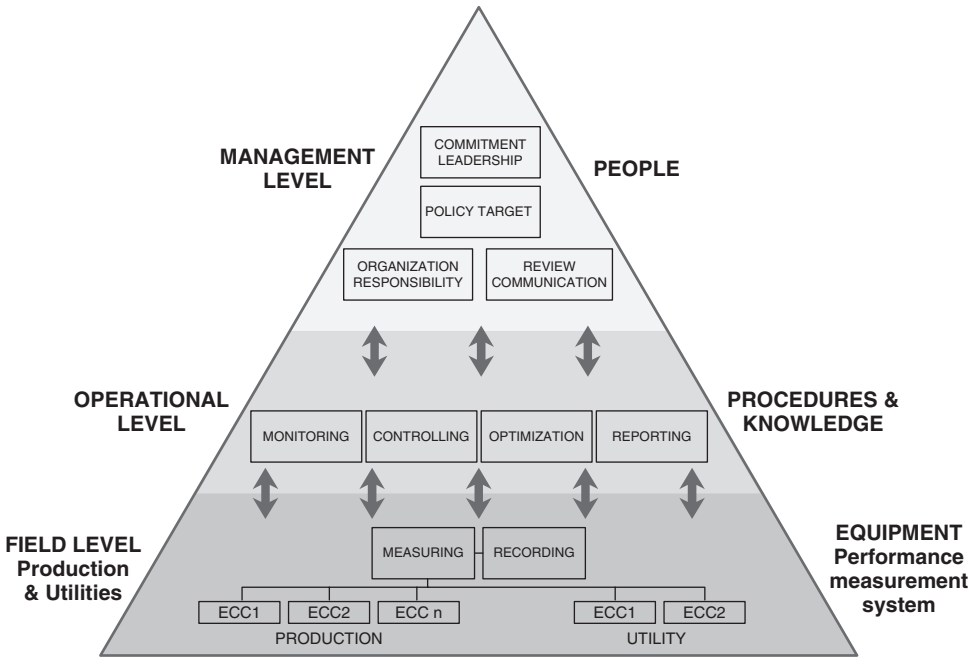 COMMITMENT
LEADERSHIP
MANAGEMENT
LEVEL
PEOPLE
POLICY TARGET
ORGANIZATION
RESPONSIBILITY
REVIEW
COMMUNICATION
OPERATIONAL
LEVEL
PROCEDURES &
KNOWLEDGE
MONITORING
CONTROLLING
OPTIMIZATION
REPORTING
FIELD LEVEL
Production
& Utilities
EQUIPMENT
Performance
measurement
system
MEASURING
RECORDING
ECC1
ECC2
ECC n
ECC1
ECC2
PRODUCTION
UTILITY